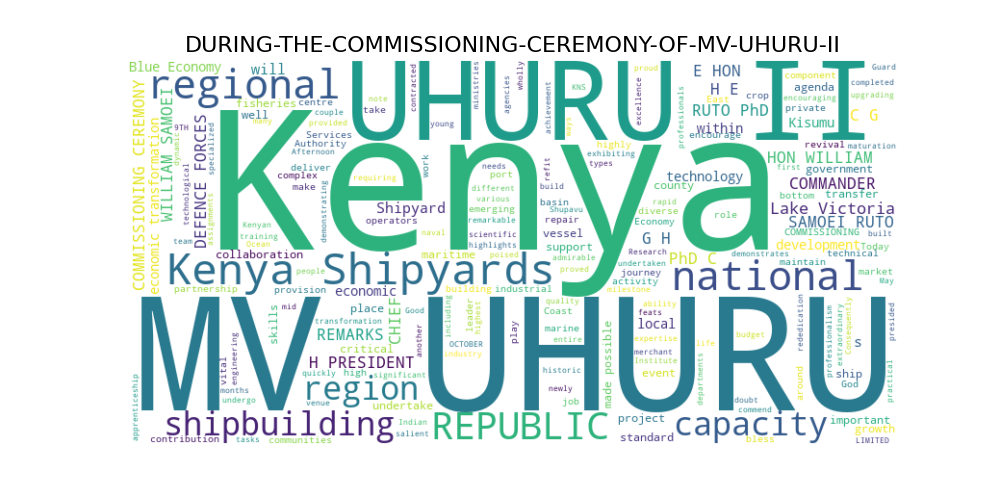 DURING-THE-COMMISSIONING-CEREMONY-OF-MV-UHURU-II
Blue Economy
will
regional
UHURU II
Kenya
Kenya Shipyards
national
MV UHURU
shipbuilding
REPUBLIC
capacity
region
fisheries
centre
well
couple
many
provided
note
take
Services
Authority
Afternoon
deliver
complex
make
young
contracted
ministries
agencies
wholly
achievement
KNS
ways
excellence
proud
professionals
E HON
H E
RUTO PhD
East
crop
within
encourage
component
encouraging
agenda
private
Kisumu
Guard
completed
upgrading
C G
revival
maturation
HON WILLIAM
first
government
technology
COMMANDER
county
bottom
transfer
Lake Victoria
SAMOEI RUTO
COMMISSIONING
built
development
Today
technical
maintain
demonstrates
market
May
rapid
diverse
role
Economy
scientific
G H
PhD C
Research
undertaken
journey
activity
milestone
highly
exhibiting
types
refit
needs
port
different
various
emerging
remarkable
build
basin
Shupavu
repair
vessel
support
naval
highlights
poised
admirable
proved
maritime
building
industrial
requiring
work
Shipyard
operators
demonstrating
COMMISSIONING CEREMONY
economic transformation
WILLIAM SAMOEI
9TH
dynamic
technological
DEFENCE FORCES
specialized
assignments
Kenyan
training
Ocean
team
collaboration
partnership
people
provision
economic
mid
place
transformation
Good
REMARKS
CHIEF
skills
critical
another
H PRESIDENT
quickly
high
significant
venue
undertake
Indian
salient
vital
engineering
months
undergo
apprenticeship
contribution
tasks
communities
including
leader
highest
OCTOBER
industry
play
quality
Coast
marine
entire
historic
newly
job
made possible
ability
feats
local
expertise
merchant
Institute
event
project
standard
life
departments
budget
doubt
commend
bless
around
rededication
professionalism
extraordinary
Consequently
s
ship
God
presided
practical
important
growth
LIMITED